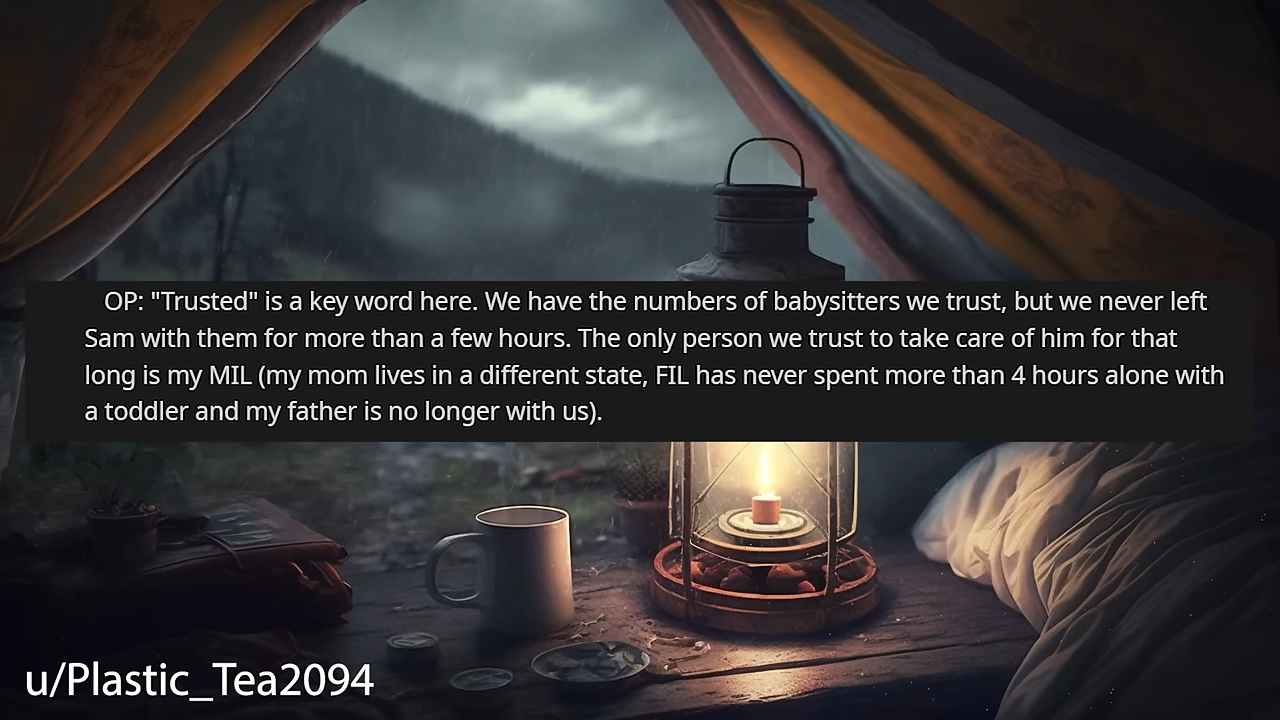 OP: "Trusted" is a key word here. We have the numbers of babysitters we trust, but we never left
Sam with them for more than a few hours. The only person we trust to take care of him for that
long is my MIL (my mom lives in a different state, FIL has never spent more than 4 hours alone with
a toddler and my father is no longer with us).
u/Plastic_Tea2094